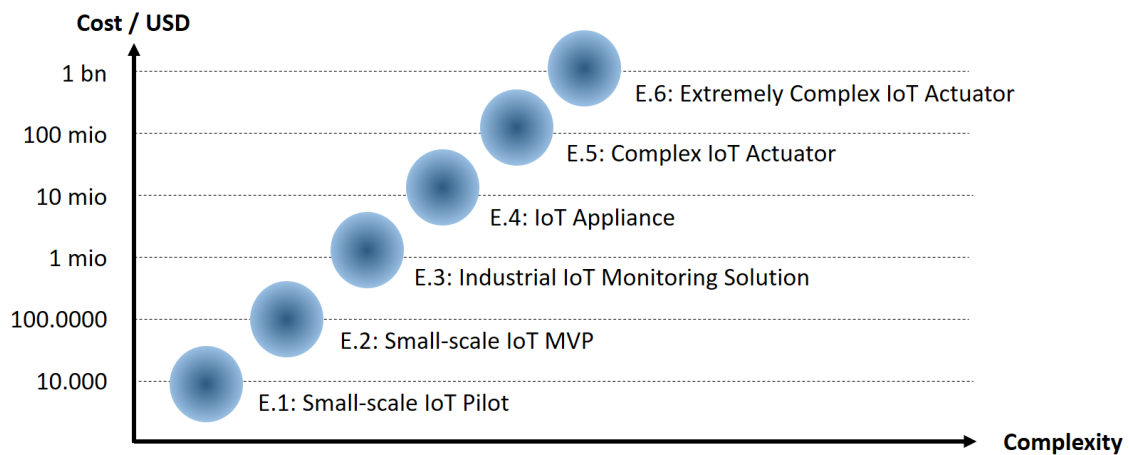 Cost / USD
1 bn
E.6: Extremely Complex IoT Actuator
100 mio
E.5: Complex IoT Actuator
10 mio
E.4: IoT Appliance
1 mio
E.3: Industrial IoT Monitoring Solution
100.0000
E.2: Small-scale IoT MVP
10.000
E.1: Small-scale IoT Pilot
Complexity